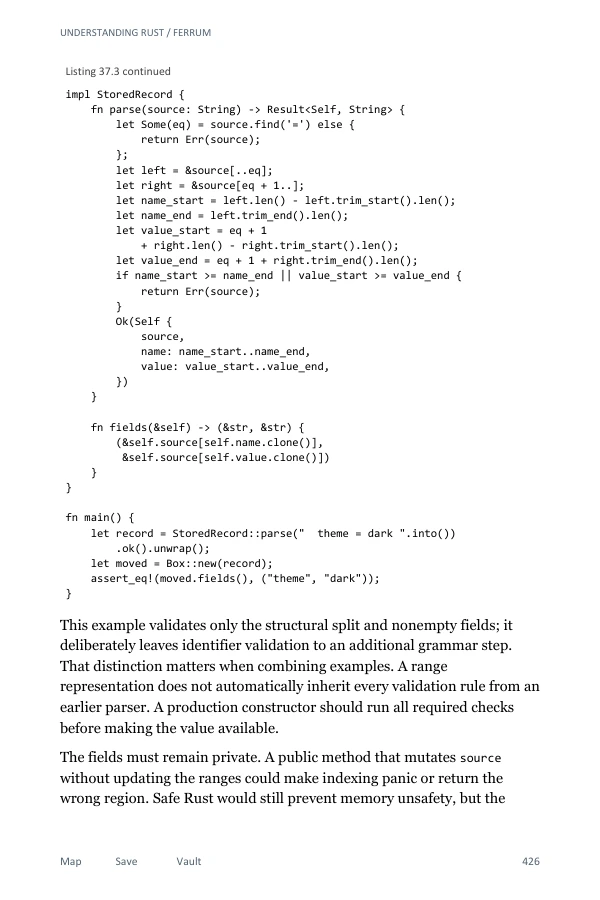 UNDERSTANDING RUST / FERRUM
Listing 37.3 continued
impl StoredRecord {
    fn parse(source: String) -> Result<Self, String> {
        let Some(eq) = source.find('=') else {
            return Err(source);
        };
        let left = &source[..eq];
        let right = &source[eq + 1..];
        let name_start = left.len() - left.trim_start().len();
        let name_end = left.trim_end().len();
        let value_start = eq + 1
            + right.len() - right.trim_start().len();
        let value_end = eq + 1 + right.trim_end().len();
        if name_start >= name_end || value_start >= value_end {
            return Err(source);
        }
        Ok(Self {
            source,
            name: name_start..name_end,
            value: value_start..value_end,
        })
    }

    fn fields(&self) -> (&str, &str) {
        (&self.source[self.name.clone()],
         &self.source[self.value.clone()])
    }
}

fn main() {
    let record = StoredRecord::parse("  theme = dark ".into())
        .ok().unwrap();
    let moved = Box::new(record);
    assert_eq!(moved.fields(), ("theme", "dark"));
}
This example validates only the structural split and nonempty fields; it
deliberately leaves identifier validation to an additional grammar step.
That distinction matters when combining examples. A range
representation does not automatically inherit every validation rule from an
earlier parser. A production constructor should run all required checks
before making the value available.
The fields must remain private. A public method that mutates source
without updating the ranges could make indexing panic or return the
wrong region. Safe Rust would still prevent memory unsafety, but the
Map Save Vault 426